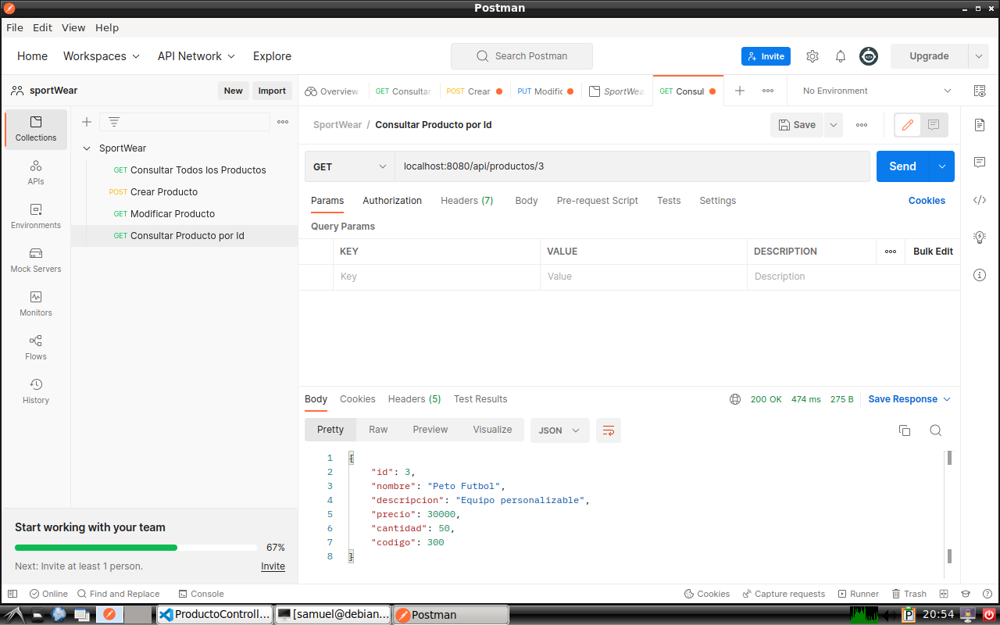 Postman
File Edit View Help
Home Workspaces API Network Explore Search Postman Invite Upgrade
sportWear New Import Overview GET Consultar POST Crear PUT Modific SportWea GET Consul No Environment
SportWear / Consultar Producto por Id Save
Collections
APIs
Environments
Mock Servers
Monitors
Flows
History
SportWear
GET Consultar Todos los Productos
POST Crear Producto
GET Modificar Producto
GET Consultar Producto por Id
GET localhost:8080/api/productos/3 Send
Params Authorization Headers (7) Body Pre-request Script Tests Settings Cookies
Query Params
KEY VALUE DESCRIPTION Bulk Edit
Key Value Description
Body Cookies Headers (5) Test Results 200 OK 474 ms 275 B Save Response
Pretty Raw Preview Visualize JSON
1 {
2 "id": 3,
3 "nombre": "Peto Futbol",
4 "descripcion": "Equipo personalizable",
5 "precio": 30000,
6 "cantidad": 50,
7 "codigo": 300
8 }
Start working with your team
67%
Next: Invite at least 1 person. Invite
Online Find and Replace Console Cookies Capture requests Runner Trash
ProductoControll... [samuel@debian... Postman 20:54